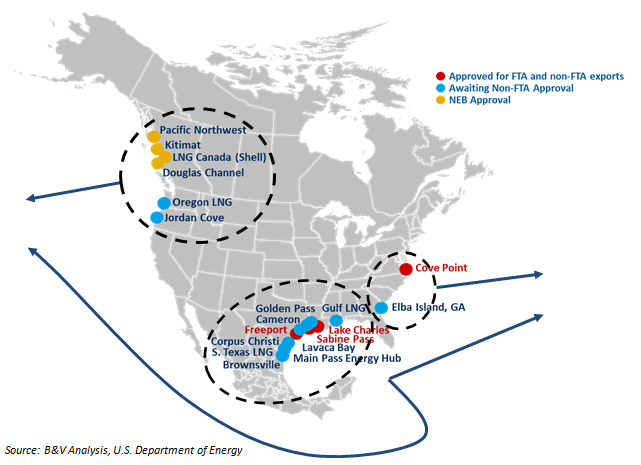 Approved for FTA and non-FTA exports
Awaiting Non-FTA Approval
NEB Approval
Pacific Northwest
Kitimat
LNG Canada (Shell)
Douglas Channel
Oregon LNG
Jordan Cove
Cove Point
Elba Island, GA
Golden Pass
Gulf LNG
Cameron
Freeport
Lake Charles
Sabine Pass
Corpus Christi
Lavaca Bay
S. Texas LNG
Main Pass Energy Hub
Brownsville
Source: B&V Analysis, U.S. Department of Energy